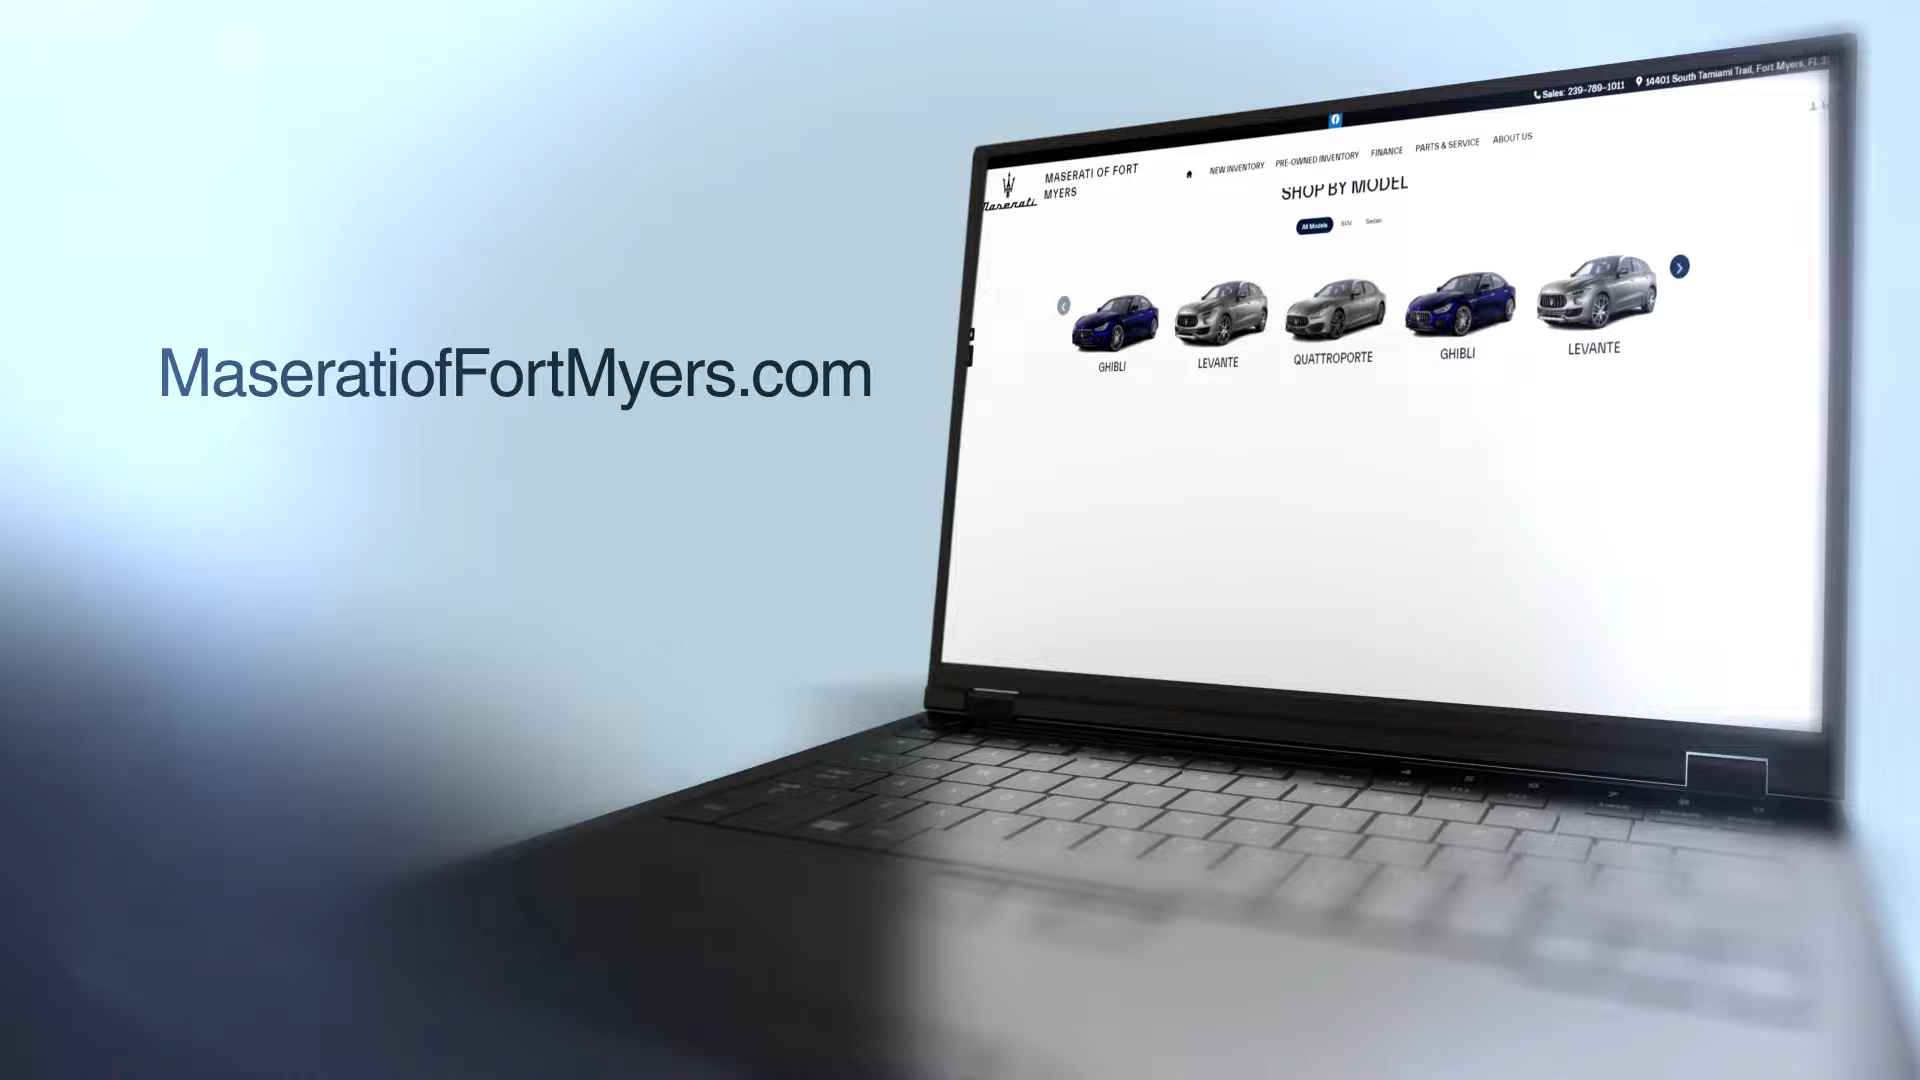 MaseratiofFortMyers.com
Sales: 239-789-1011
14401 South Tamiami Trail, Fort Myers, FL
Maserati
MASERATI OF FORT
MYERS
NEW INVENTORY
PRE-OWNED INVENTORY
FINANCE
PARTS & SERVICE
ABOUT US
SHOP BY MODEL
All Models
SUV
Sedan
GHIBLI
LEVANTE
QUATTROPORTE
GHIBLI
LEVANTE